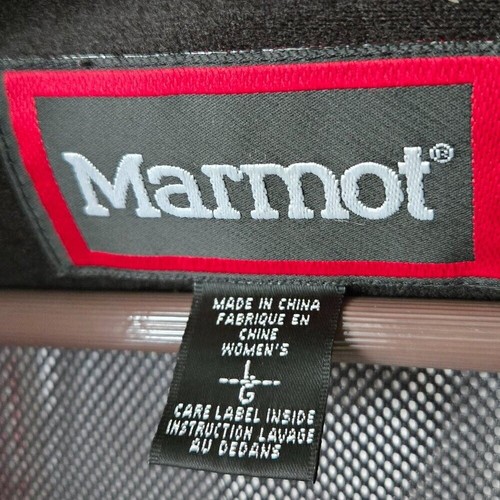 Marmot®
MADE IN CHINA
FABRIQUE EN
CHINE
WOMEN'S
L
G
CARE LABEL INSIDE
INSTRUCTION LAVAGE
AU DEDANS